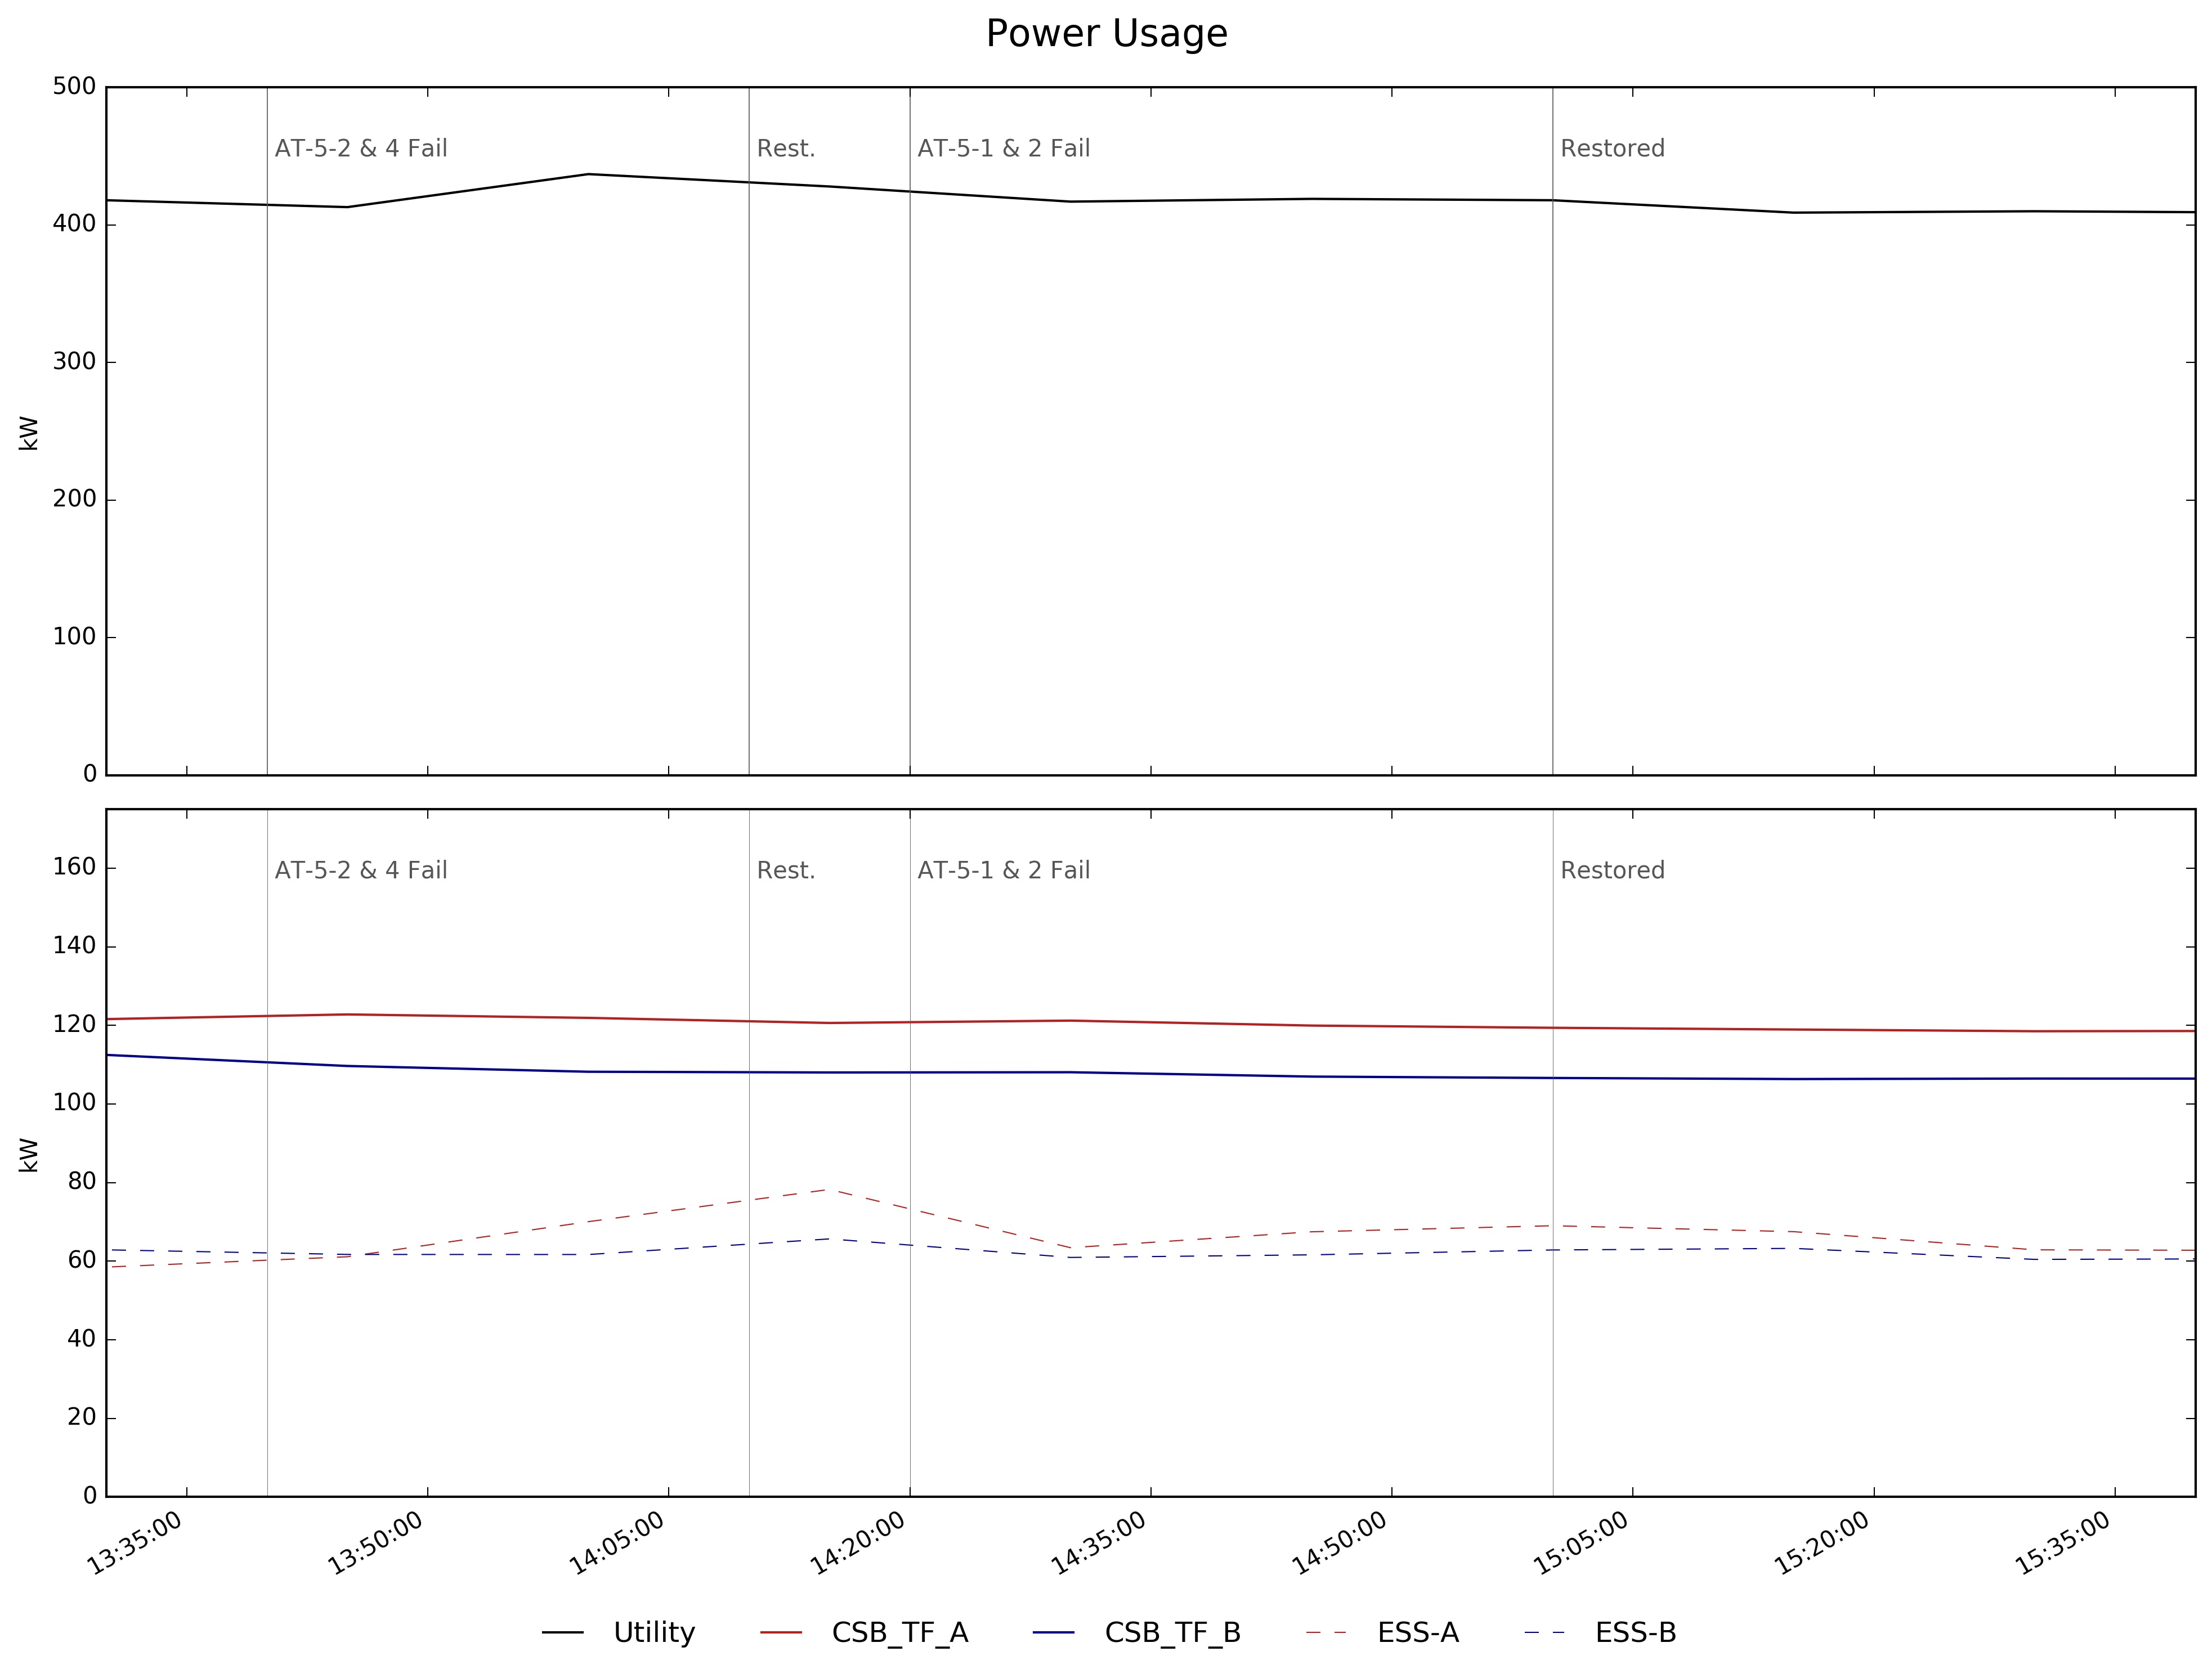 Power Usage
500
AT-5-2 & 4 Fail
Rest.
AT-5-1 & 2 Fail
Restored
400
300
kW
200
100
0
160
AT-5-2 & 4 Fail
Rest.
AT-5-1 & 2 Fail
Restored
140
120
100
kW
80
60
40
20
0
13:35:00
13:50:00
14:05:00
14:20:00
14:35:00
14:50:00
15:05:00
15:20:00
15:35:00
Utility
CSB_TF_A
CSB_TF_B
ESS-A
ESS-B